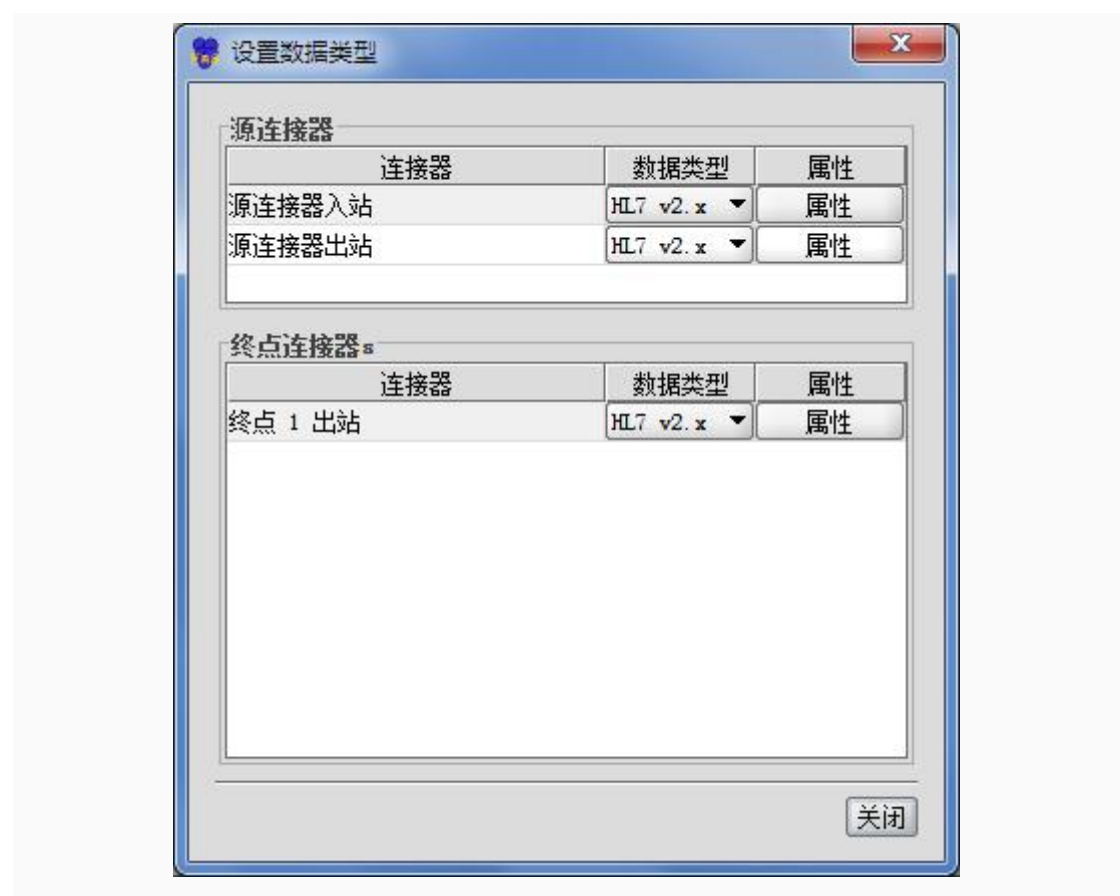 设置数据类型
源连接器
连接器 数据类型 属性
源连接器入站 HL7 v2.x 属性
源连接器出站 HL7 v2.x 属性
终点连接器s
连接器 数据类型 属性
终点 1 出站 HL7 v2.x 属性
关闭